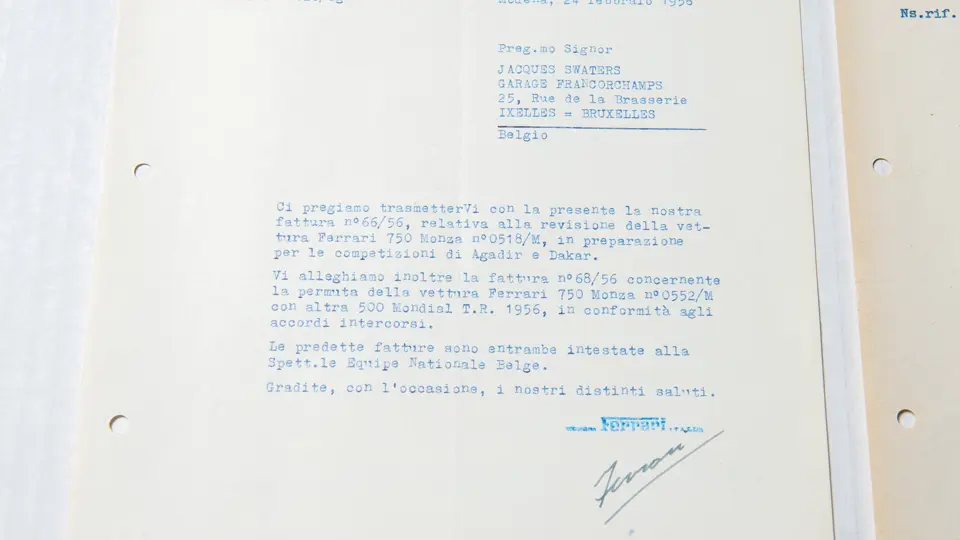 Modena, 24 febbraio 1956
Ns.rif.
Preg.mo Signor
JACQUES SWATERS
GARAGE FRANCORCHAMPS
25, Rue de la Brasserie
IXELLES = BRUXELLES
Belgio
Ci pregiamo trasmetterVi con la presente la nostra
fattura n°66/56, relativa alla revisione della vet-
tura Ferrari 750 Monza n°0518/M, in preparazione
per le competizioni di Agadir e Dakar.
Vi alleghiamo inoltre la fattura n°68/56 concernente
la permuta della vettura Ferrari 750 Monza n°0552/M
con altra 500 Mondial T.R. 1956, in conformità agli
accordi intercorsi.
Le predette fatture sono entrambe intestate alla
Spett.le Equipe Nationale Belge.
Gradite, con l'occasione, i nostri distinti saluti.
Ferrari